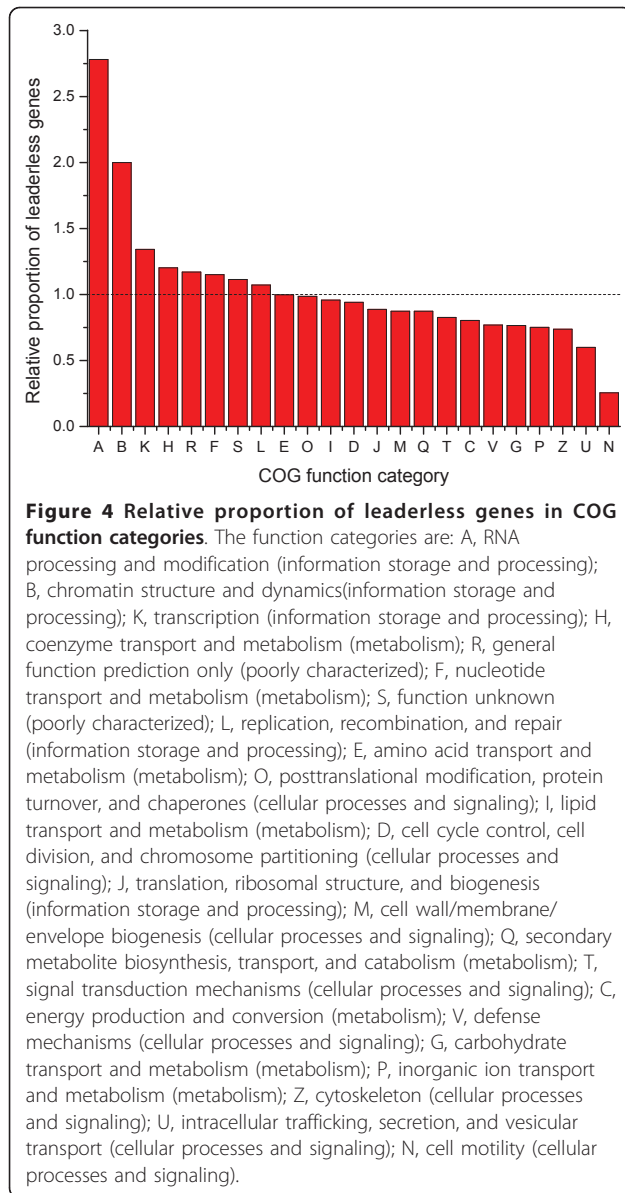 3.0
2.5
2.0
1.5
1.0
0.5
0.0
Relative proportion of leaderless genes
A B K H R F S L E O I D J M Q T C V G P Z U N
COG function category
Figure 4 Relative proportion of leaderless genes in COG
function categories. The function categories are: A, RNA
processing and modification (information storage and processing);
B, chromatin structure and dynamics(information storage and
processing); K, transcription (information storage and processing); H,
coenzyme transport and metabolism (metabolism); R, general
function prediction only (poorly characterized); F, nucleotide
transport and metabolism (metabolism); S, function unknown
(poorly characterized); L, replication, recombination, and repair
(information storage and processing); E, amino acid transport and
metabolism (metabolism); O, posttranslational modification, protein
turnover, and chaperones (cellular processes and signaling); I, lipid
transport and metabolism (metabolism); D, cell cycle control, cell
division, and chromosome partitioning (cellular processes and
signaling); J, translation, ribosomal structure, and biogenesis
(information storage and processing); M, cell wall/membrane/
envelope biogenesis (cellular processes and signaling); Q, secondary
metabolite biosynthesis, transport, and catabolism (metabolism); T,
signal transduction mechanisms (cellular processes and signaling); C,
energy production and conversion (metabolism); V, defense
mechanisms (cellular processes and signaling); G, carbohydrate
transport and metabolism (metabolism); P, inorganic ion transport
and metabolism (metabolism); Z, cytoskeleton (cellular processes
and signaling); U, intracellular trafficking, secretion, and vesicular
transport (cellular processes and signaling); N, cell motility (cellular
processes and signaling).